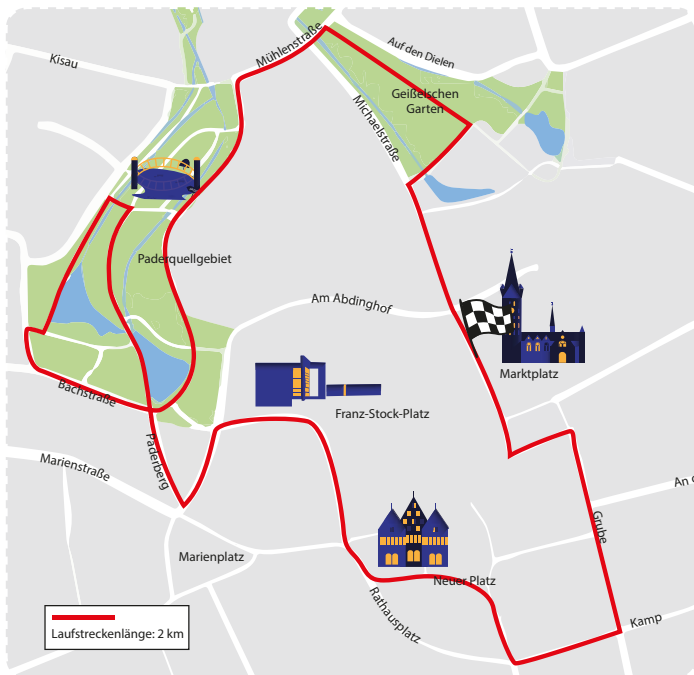 Kisau
Mühlenstraße
Auf den Dielen
Geißelschen
Garten
Michaelstraße
Paderquellgebiet
Am Abdinghof
Marktplatz
Bachstraße
Franz-Stock-Platz
Paderberg
Marienstraße
An d
Grube
Marienplatz
Neuer Platz
Rathausplatz
Kamp
Laufstreckenlänge: 2 km